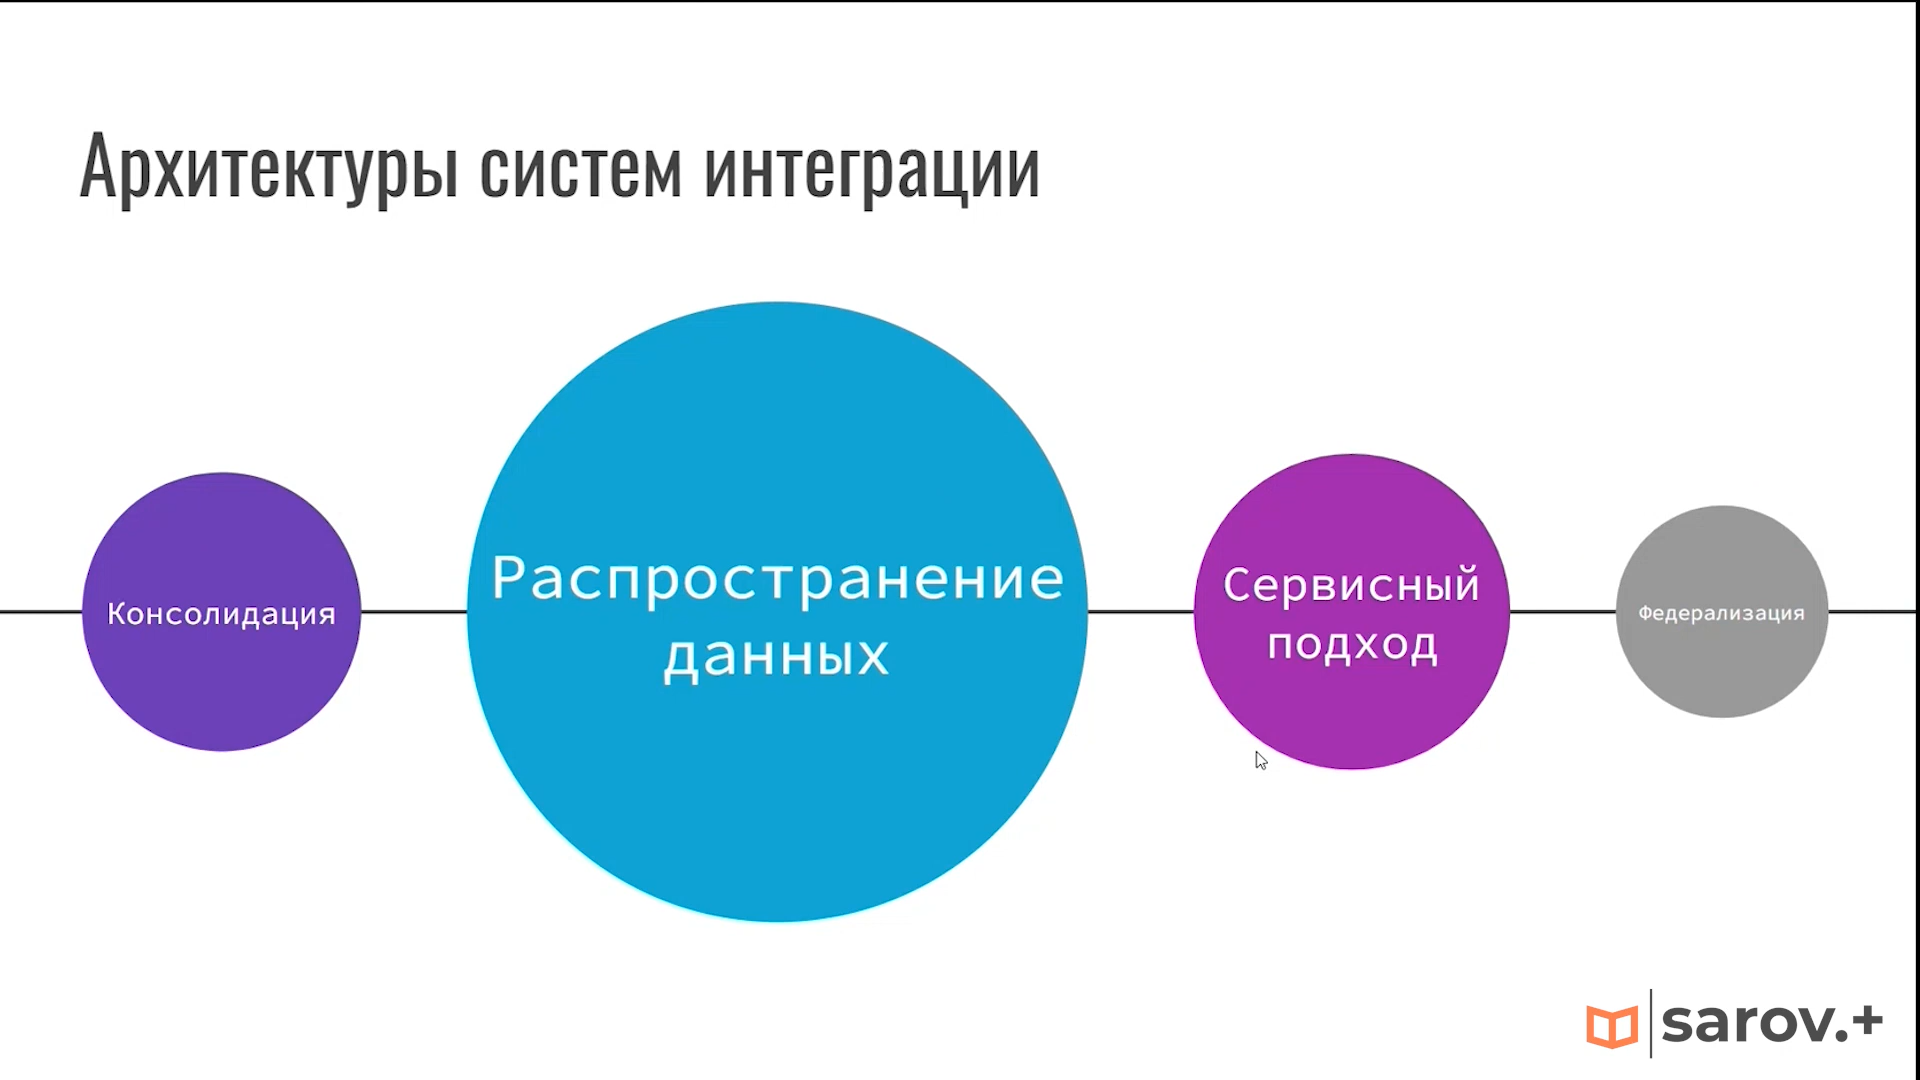 Архитектуры систем интеграции
Консолидация
Распространение
данных
Сервисный
подход
Федерализация
sarov.+